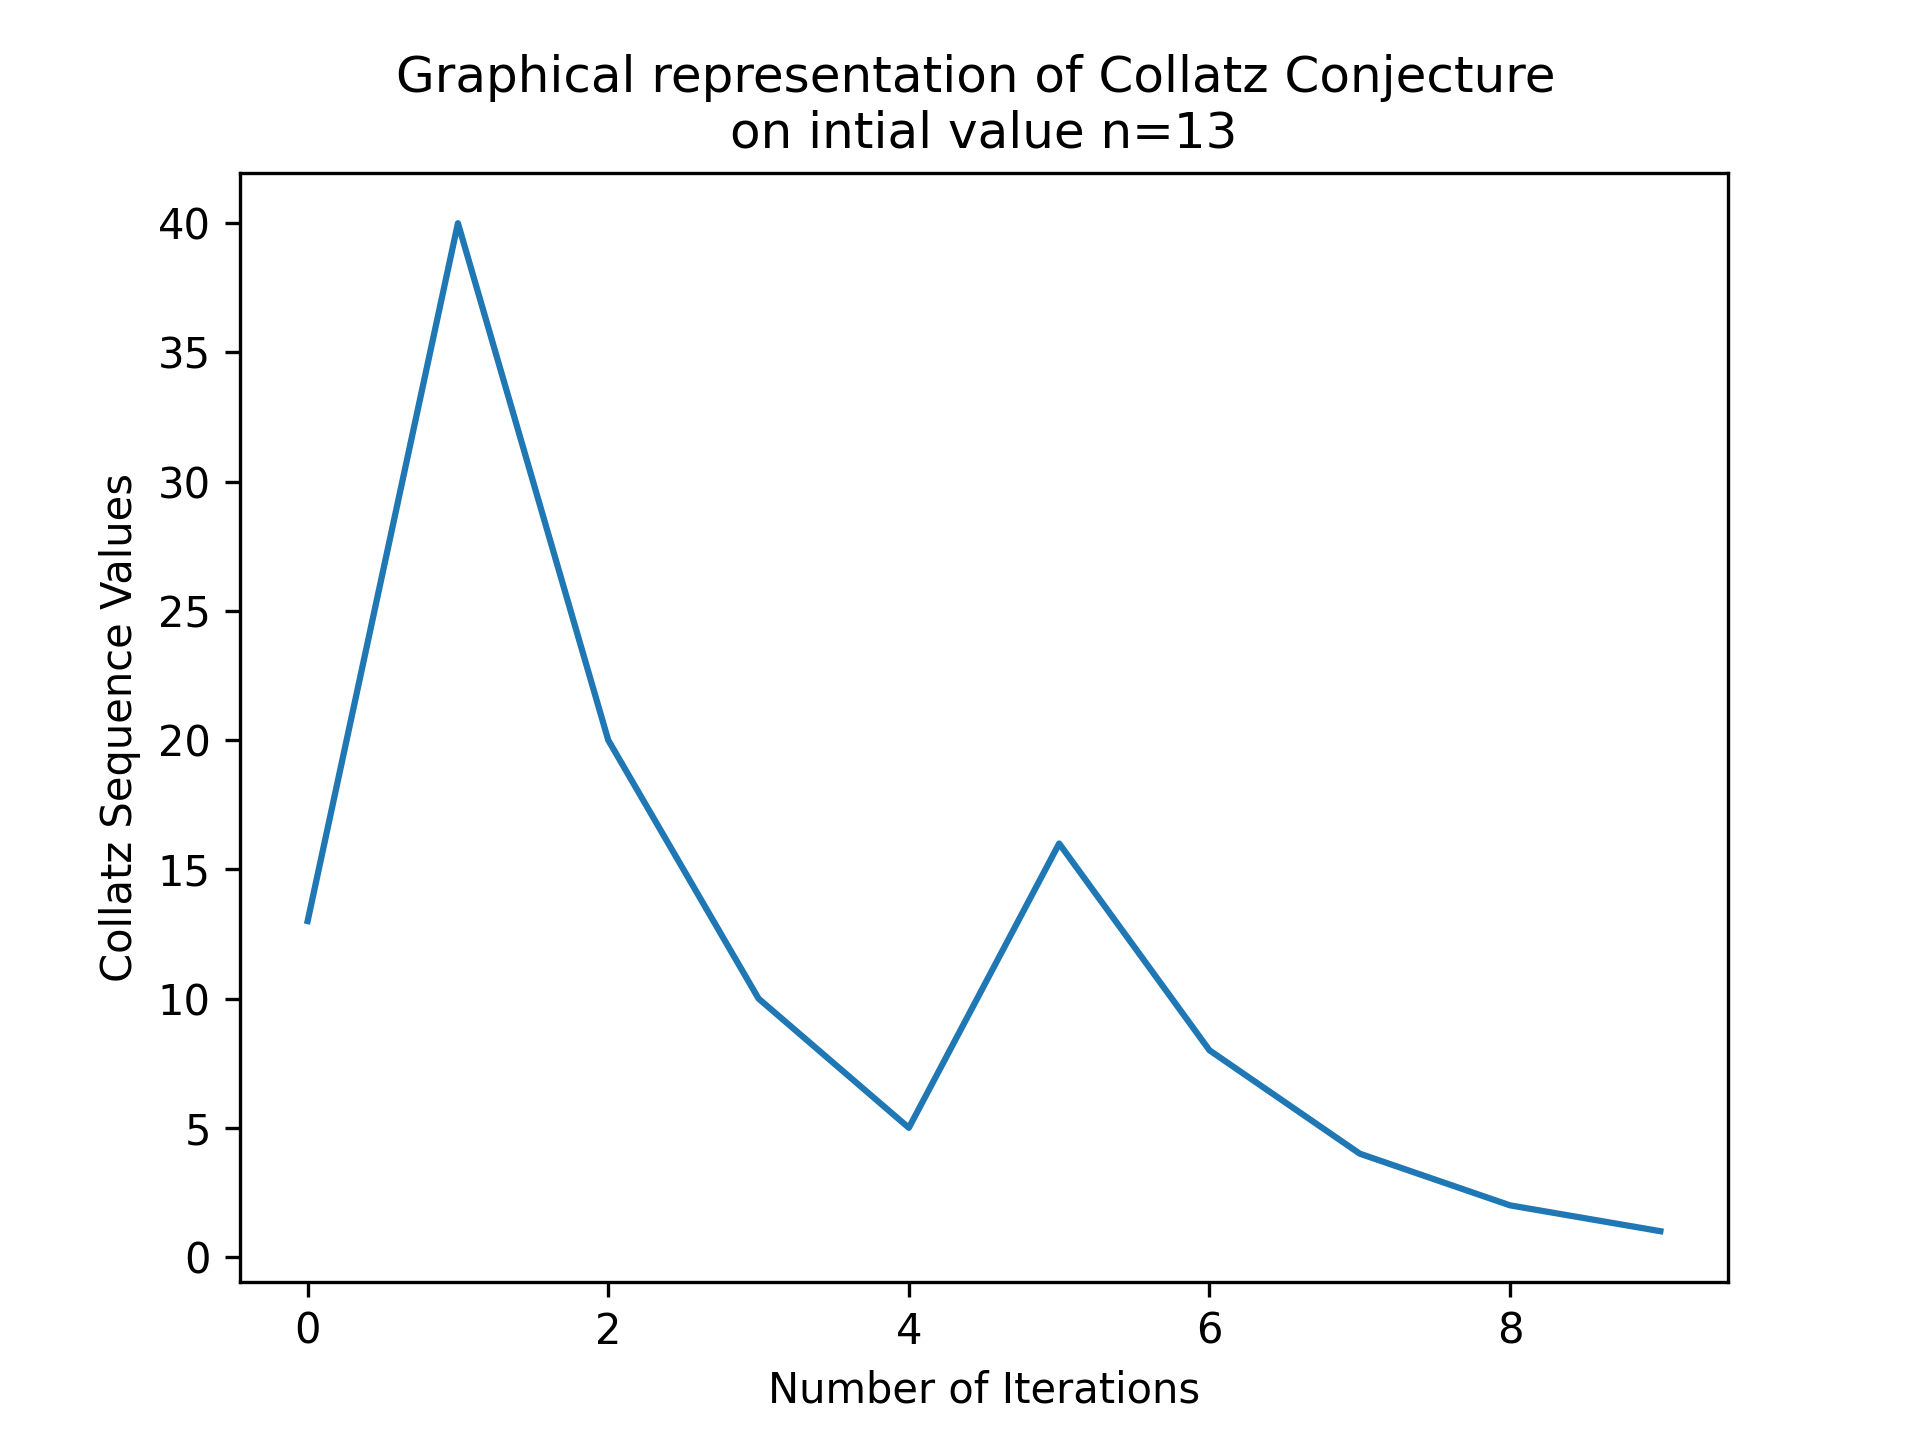 Graphical representation of Collatz Conjecture
on intial value n=13
40
35
30
25
20
15
10
5
0
Collatz Sequence Values
0 2 4 6 8
Number of Iterations